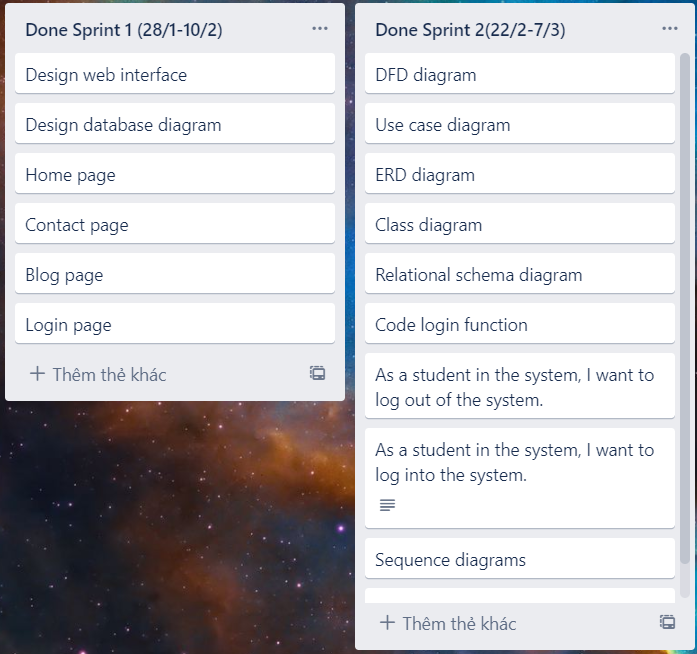 Done Sprint 1 (28/1-10/2)
Design web interface
Design database diagram
Home page
Contact page
Blog page
Login page
Thêm thẻ khác
Done Sprint 2(22/2-7/3)
DFD diagram
Use case diagram
ERD diagram
Class diagram
Relational schema diagram
Code login function
As a student in the system, I want to
log out of the system.
As a student in the system, I want to
log into the system.
Sequence diagrams
Thêm thẻ khác